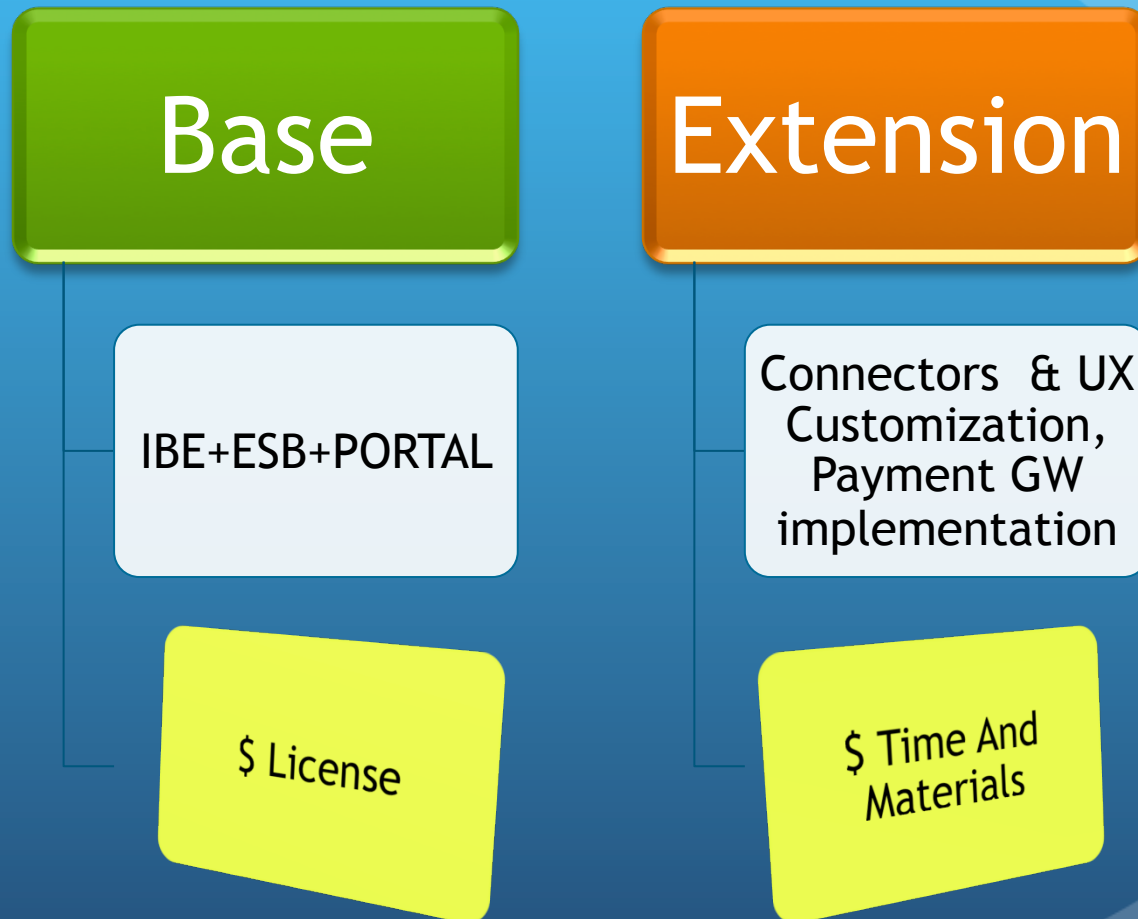 Base
IBE+ESB+PORTAL
$ License
Extension
Connectors & UX
Customization,
Payment GW
implementation
$ Time And
Materials